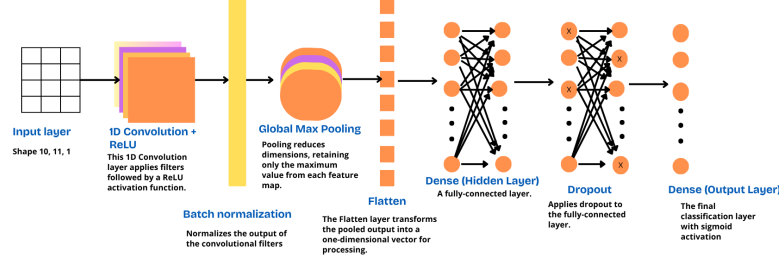 Input layer
Shape 10, 11, 1
1D Convolution +
ReLU
This 1D Convolution
layer applies filters
followed by a ReLU
activation function.
Batch normalization
Normalizes the output of
the convolutional filters
Global Max Pooling
Pooling reduces
dimensions, retaining
only the maximum
value from each feature
map.
Flatten
The Flatten layer transforms
the pooled output into a
one-dimensional vector for
processing.
Dense (Hidden Layer)
A fully-connected layer.
X
X
X
X
Dropout
Applies dropout to
the fully-connected
layer.
Dense (Output Layer)
The final
classification layer
with sigmoid
activation